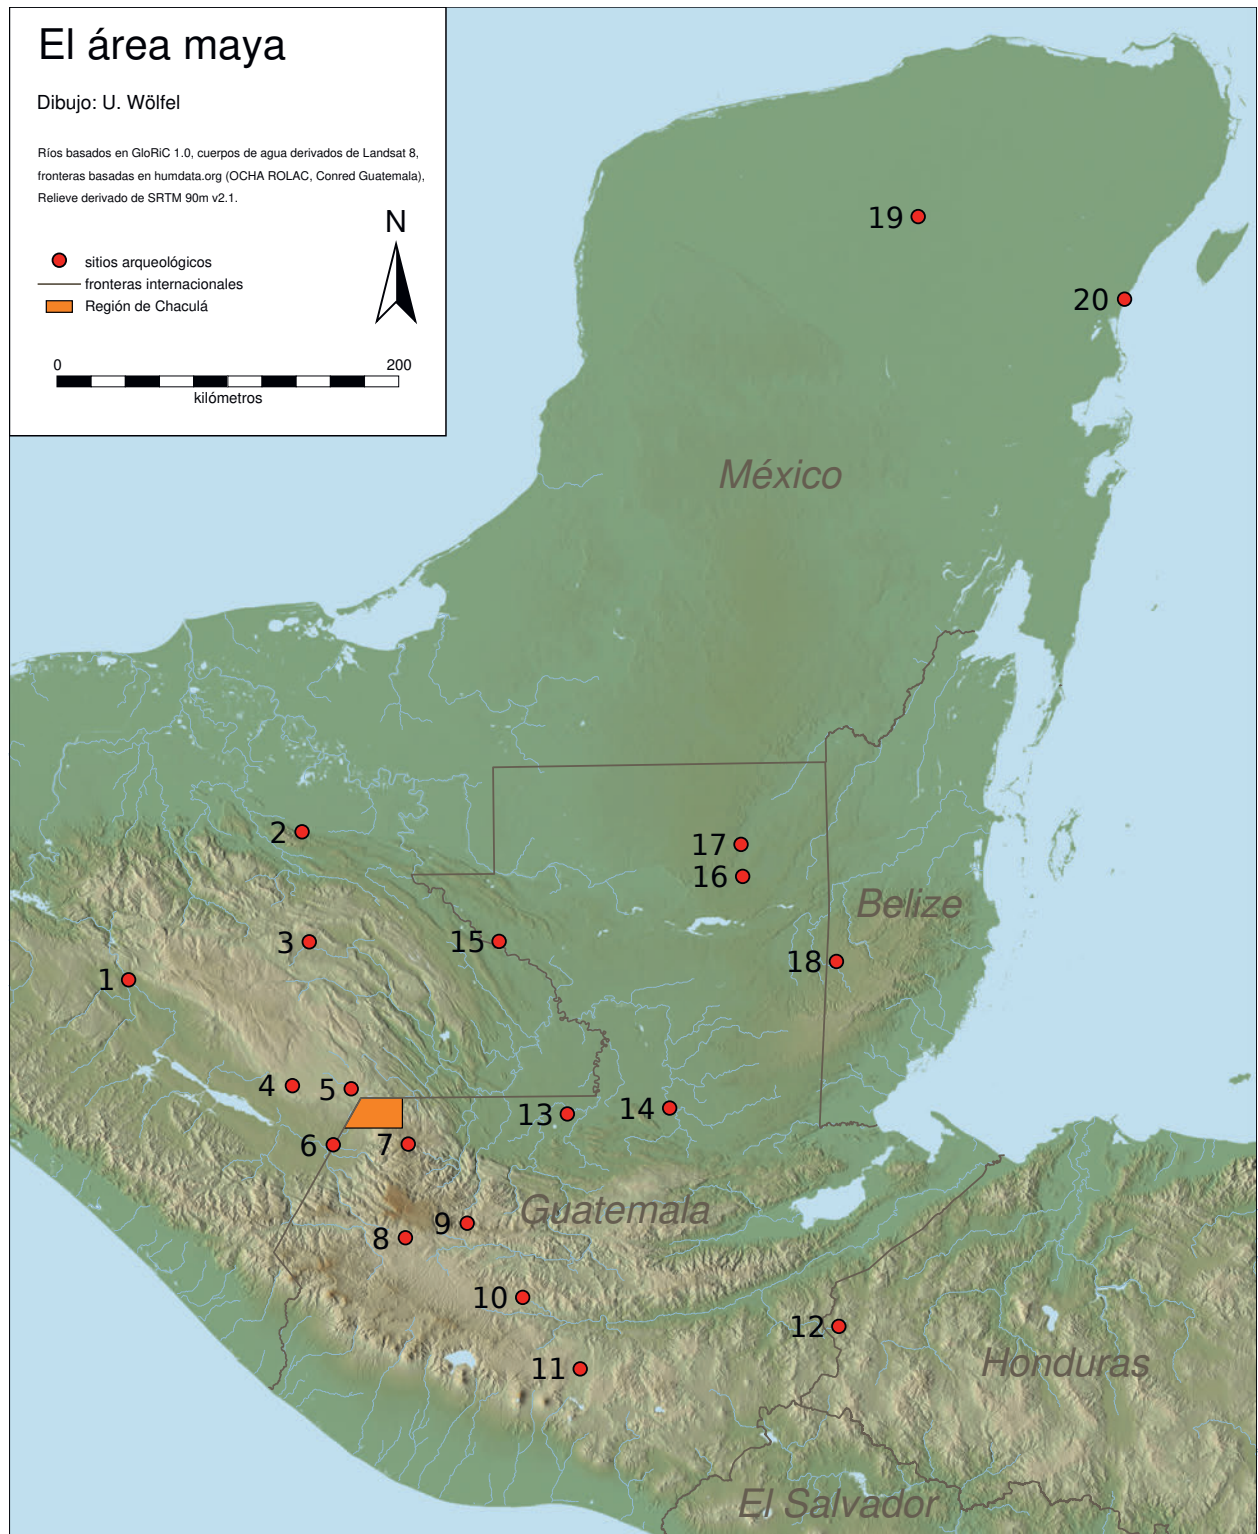 El área maya
Dibujo: U. Wölfel
Ríos basados en GloRiC 1.0, cuerpos de agua derivados de Landsat 8,
fronteras basadas en humdata.org (OCHA ROLAC, Conred Guatemala),
Relieve derivado de SRTM 90m v2.1.
N
sitios arqueológicos
fronteras internacionales
Región de Chaculá
0 200
kilómetros
19
20
México
2
17
16
Belize
3
15
18
1
4
5
13
14
6
7
9
Guatemala
8
10
12
11
Honduras
El Salvador